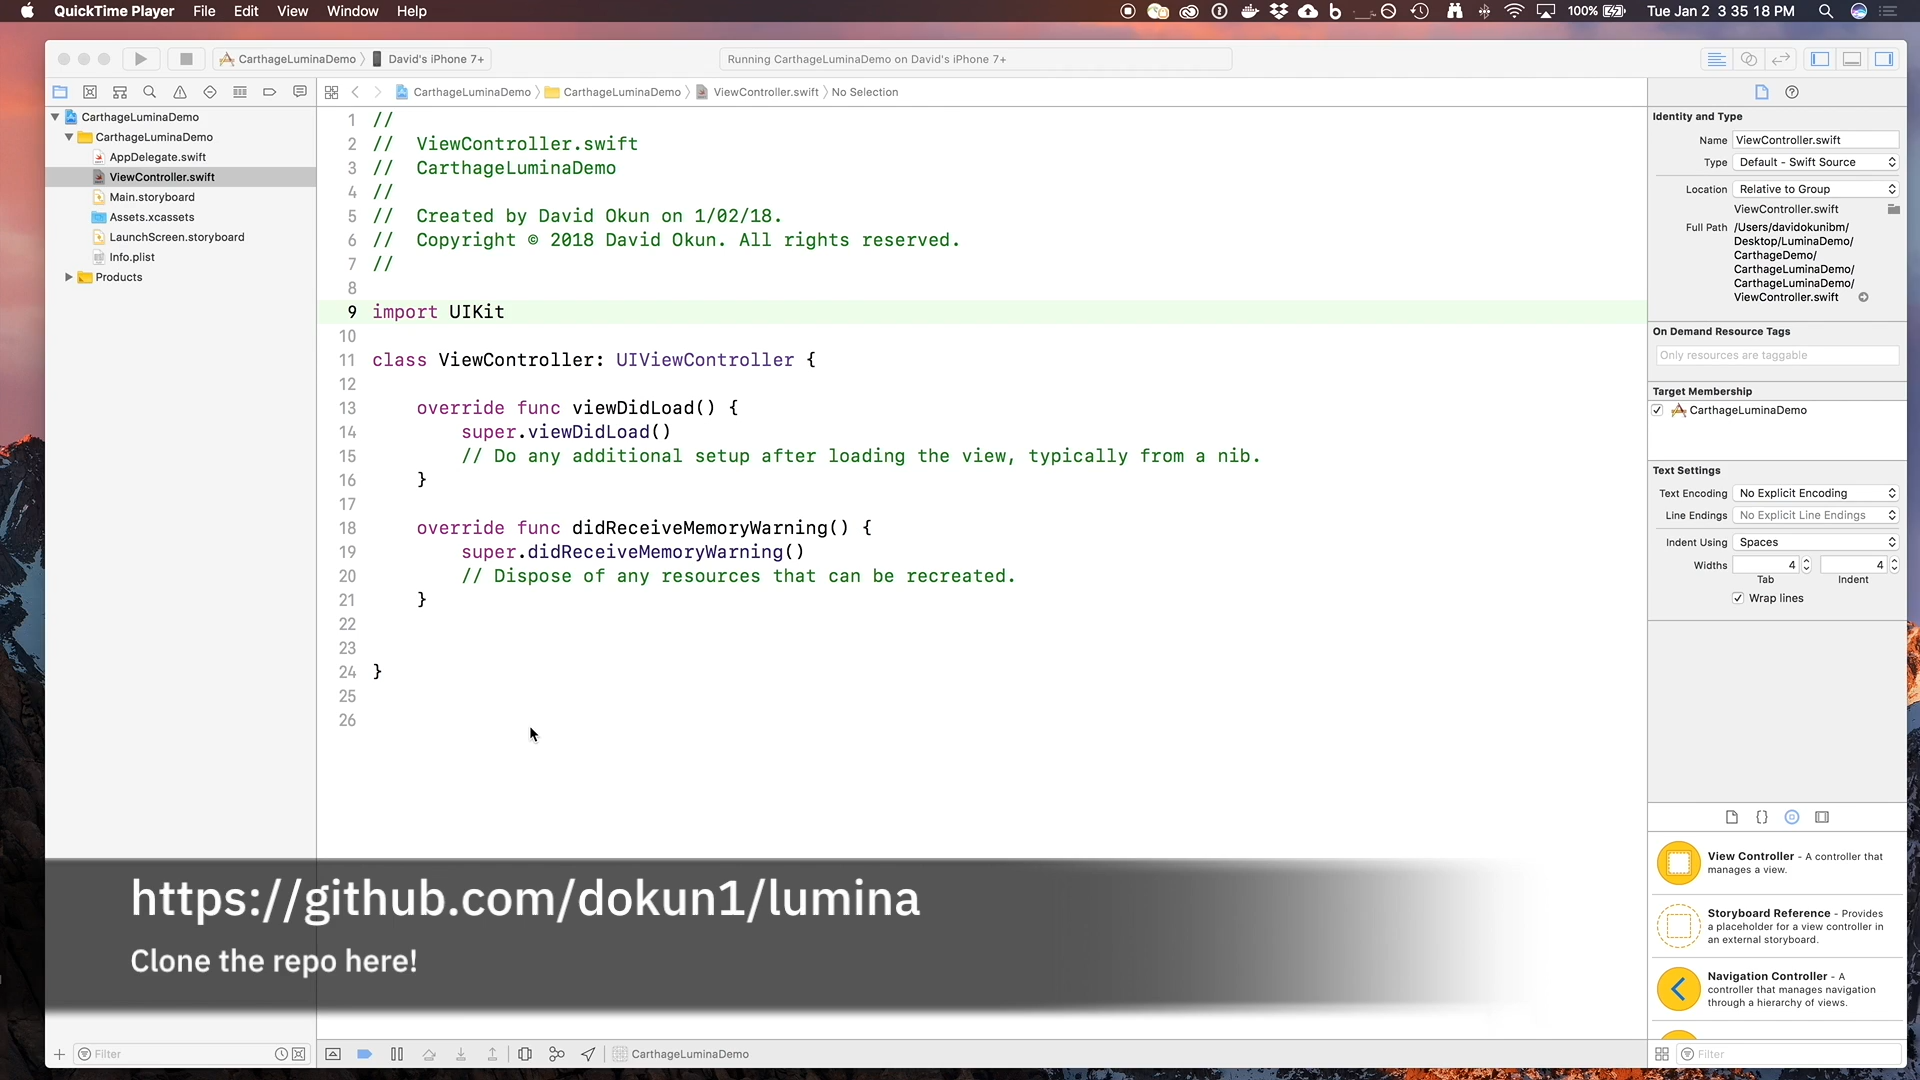 QuickTime Player File Edit View Window Help 100% Tue Jan 2 3 35 18 PM
CarthageLuminaDemo David's iPhone 7+ Running CarthageLuminaDemo on David's iPhone 7+
CarthageLuminaDemo CarthageLuminaDemo ViewController.swift No Selection
CarthageLuminaDemo
CarthageLuminaDemo
AppDelegate.swift
ViewController.swift
Main.storyboard
Assets.xcassets
LaunchScreen.storyboard
Info.plist
Products
1 //
2 // ViewController.swift
3 // CarthageLuminaDemo
4 //
5 // Created by David Okun on 1/02/18.
6 // Copyright © 2018 David Okun. All rights reserved.
7 //
8
9 import UIKit
10
11 class ViewController: UIViewController {
12
13 override func viewDidLoad() {
14 super.viewDidLoad()
15 // Do any additional setup after loading the view, typically from a nib.
16 }
17
18 override func didReceiveMemoryWarning() {
19 super.didReceiveMemoryWarning()
20 // Dispose of any resources that can be recreated.
21 }
22
23
24 }
25
26
Identity and Type
Name ViewController.swift
Type Default - Swift Source
Location Relative to Group
ViewController.swift
Full Path /Users/davidokunibm/
Desktop/LuminaDemo/
CarthageDemo/
CarthageLuminaDemo/
CarthageLuminaDemo/
ViewController.swift
On Demand Resource Tags
Only resources are taggable
Target Membership
CarthageLuminaDemo
Text Settings
Text Encoding No Explicit Encoding
Line Endings No Explicit Line Endings
Indent Using Spaces
Widths 4 4
Tab Indent
Wrap lines
{}
View Controller - A controller that
manages a view.
Storyboard Reference - Provides
a placeholder for a view controller in
an external storyboard.
Navigation Controller - A
controller that manages navigation
through a hierarchy of views.
https://github.com/dokun1/lumina
Clone the repo here!
Filter CarthageLuminaDemo Filter